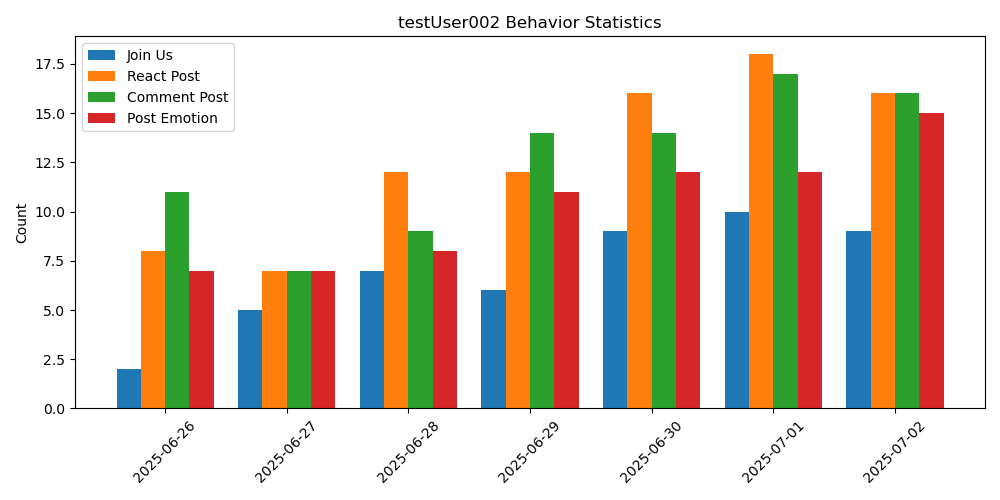 testUser002 Behavior Statistics
Join Us
React Post
Comment Post
Post Emotion
Count
17.5
15.0
12.5
10.0
7.5
5.0
2.5
0.0
2025-06-26
2025-06-27
2025-06-28
2025-06-29
2025-06-30
2025-07-01
2025-07-02